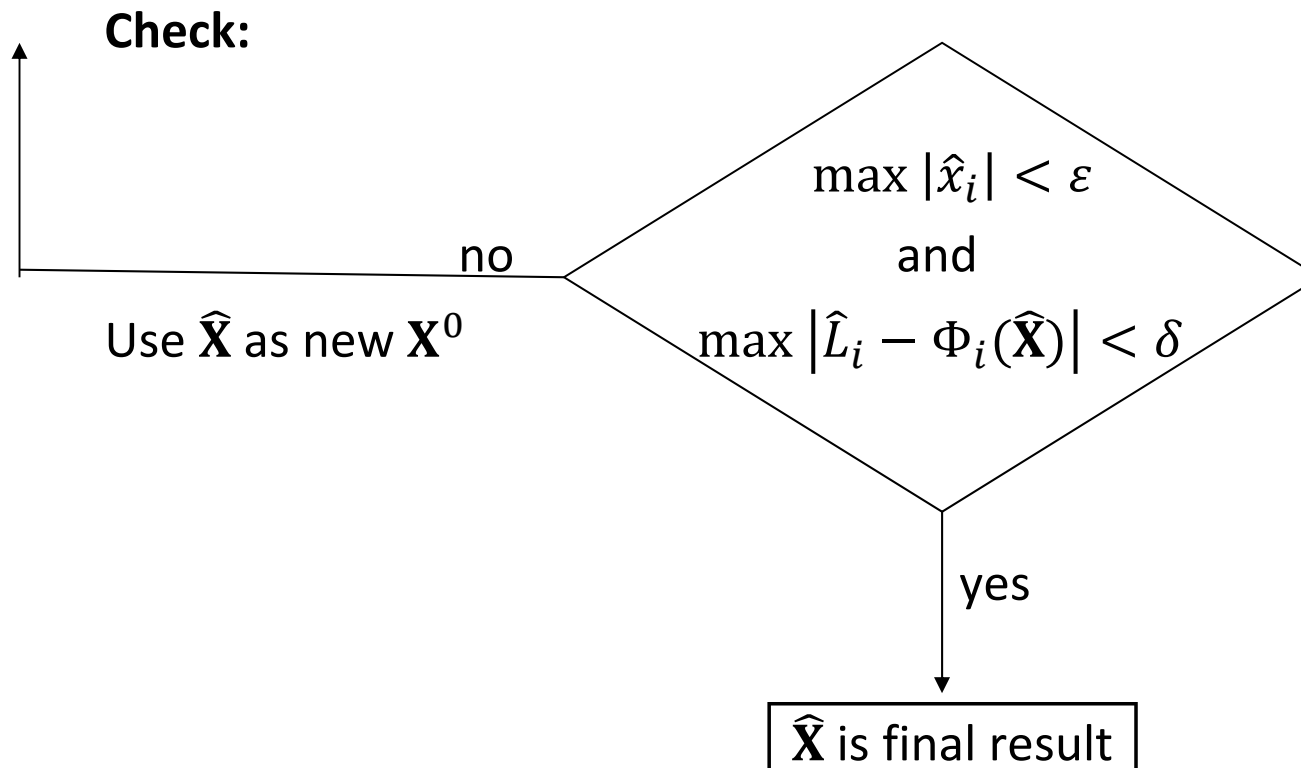 Check:
max |x̂ᵢ| < ε
no
and
Use X̂ as new X⁰
max |L̂ᵢ − Φᵢ(X̂)| < δ
yes
X̂ is final result